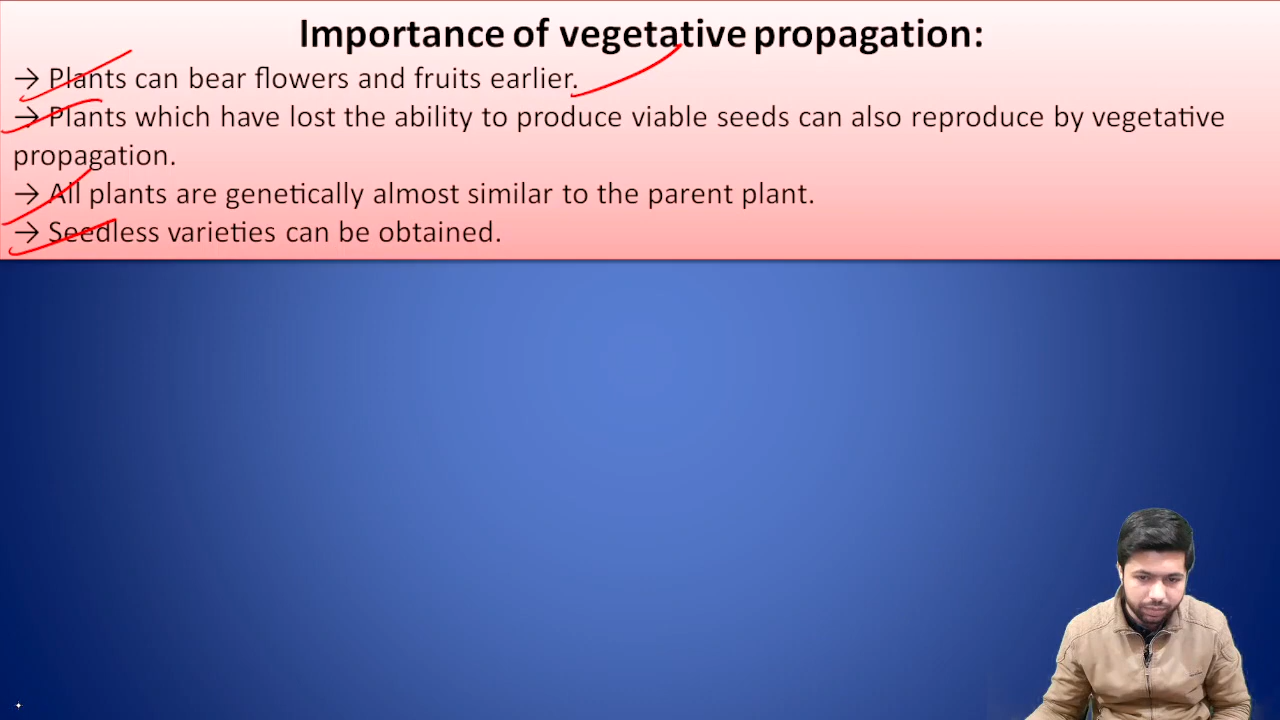 Importance of vegetative propagation:
→ Plants can bear flowers and fruits earlier.
→ Plants which have lost the ability to produce viable seeds can also reproduce by vegetative
propagation.
→ All plants are genetically almost similar to the parent plant.
→ Seedless varieties can be obtained.